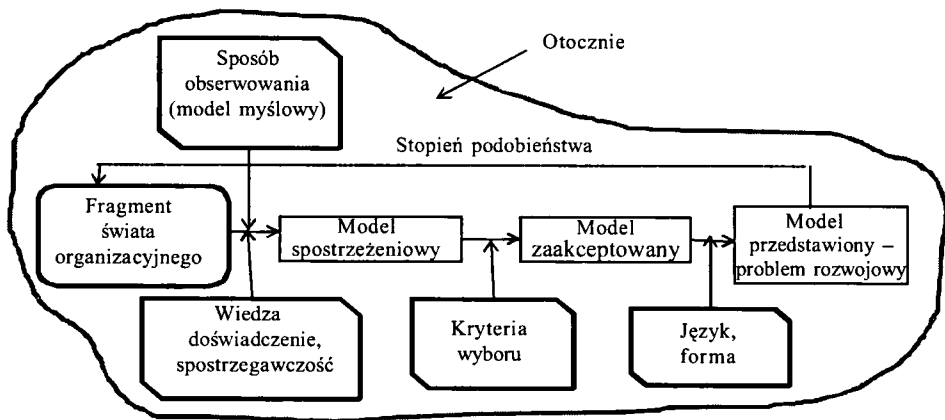 Sposób
obserwowania
(model myślowy)
Otocznie
Stopień podobieństwa
Fragment
świata
organizacyjnego
Model
spostrzeżeniowy
Model
zaakceptowany
Model
przedstawiony –
problem rozwojowy
Wiedza
doświadczenie,
spostrzegawczość
Kryteria
wyboru
Język,
forma